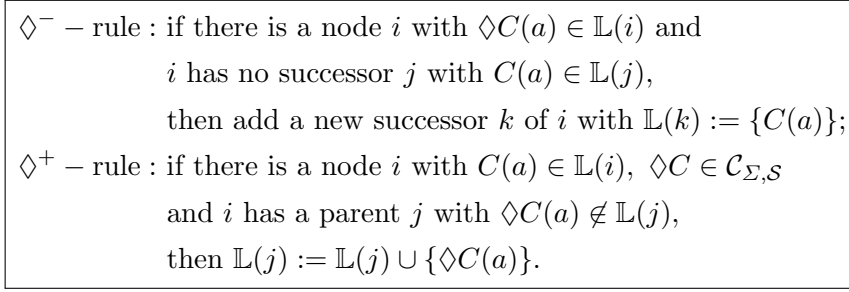 ◊⁻ – rule : if there is a node i with ◊C(a) ∈ 𝕃(i) and
i has no successor j with C(a) ∈ 𝕃(j),
then add a new successor k of i with 𝕃(k) := {C(a)};
◊⁺ – rule : if there is a node i with C(a) ∈ 𝕃(i), ◊C ∈ 𝒞_{Σ,𝒮}
and i has a parent j with ◊C(a) ∉ 𝕃(j),
then 𝕃(j) := 𝕃(j) ∪ {◊C(a)}.